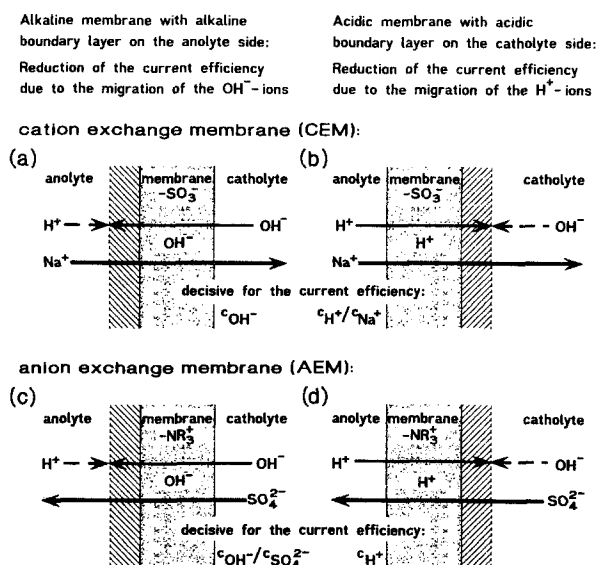 Alkaline membrane with alkaline
boundary layer on the anolyte side:
Reduction of the current efficiency
due to the migration of the OH⁻-ions
Acidic membrane with acidic
boundary layer on the catholyte side:
Reduction of the current efficiency
due to the migration of the H⁺-ions
cation exchange membrane (CEM):
(a)
anolyte membrane catholyte
-SO₃⁻
H⁺ OH⁻
OH⁻
Na⁺
(b)
anolyte membrane catholyte
-SO₃⁻
H⁺ OH⁻
H⁺
Na⁺
decisive for the current efficiency:
cOH⁻ cH⁺/cNa⁺
anion exchange membrane (AEM):
(c)
anolyte membrane catholyte
-NR₃⁺
H⁺ OH⁻
OH⁻
SO₄²⁻
(d)
anolyte membrane catholyte
-NR₃⁺
H⁺ OH⁻
H⁺
SO₄²⁻
decisive for the current efficiency:
cOH⁻/cSO₄²⁻ cH⁺